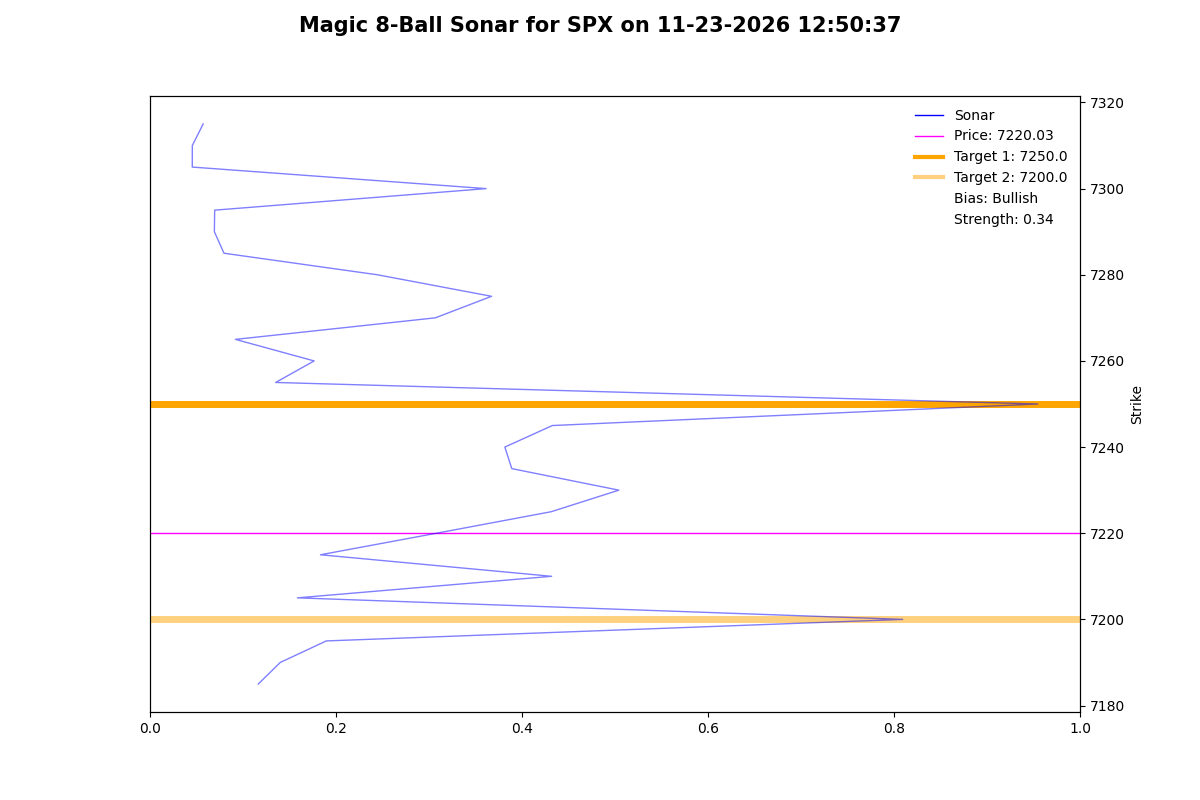 Magic 8-Ball Sonar for SPX on 11-23-2026 12:50:37
Sonar
Price: 7220.03
Target 1: 7250.0
Target 2: 7200.0
Bias: Bullish
Strength: 0.34
7320
7300
7280
7260
7240
7220
7200
7180
Strike
0.0 0.2 0.4 0.6 0.8 1.0